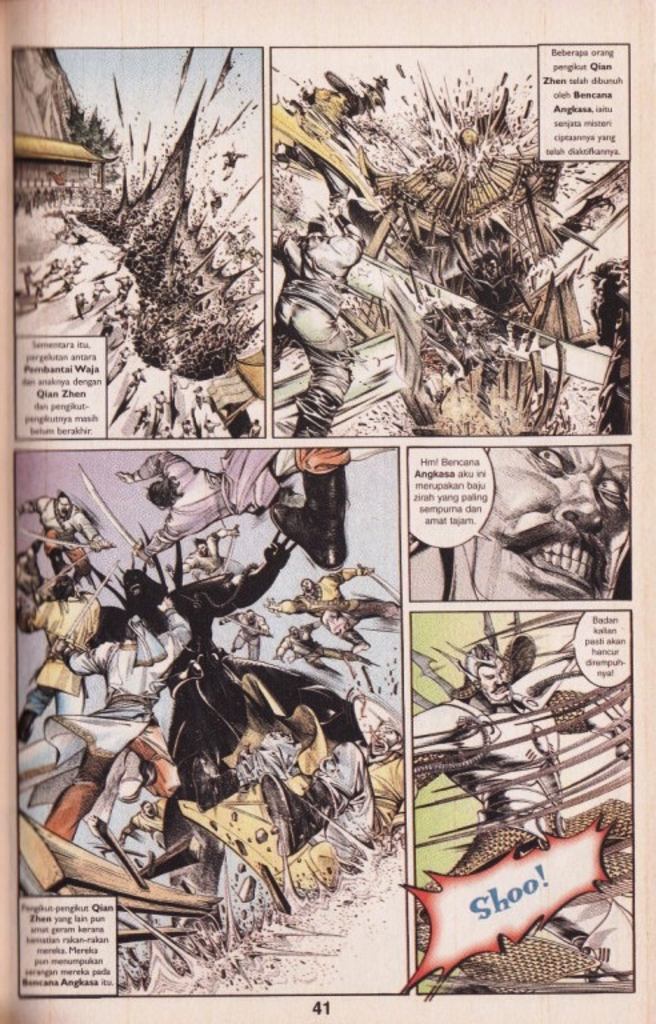 Sementara itu,
pergelutan antara
Pembantai Waja
dan anaknya dengan
Qian Zhen
dan pengikut-
pengikutnya masih
belum berakhir.
Beberapa orang
pengikut Qian
Zhen telah dibunuh
oleh Bencana
Angkasa, iaitu
senjata misteri
ciptaannya yang
telah diaktifkannya.
Pengikut-pengikut Qian
Zhen yang lain pun
amat geram kerana
kematian rakan-rakan
mereka. Mereka
pun menumpukan
serangan mereka pada
Bencana Angkasa itu.
Hm! Bencana
Angkasa aku ini
merupakan baju
zirah yang paling
sempurna dan
amat tajam.
Badan
kalian
pasti akan
hancur
dirempuh-
nya!
Shoo!
41